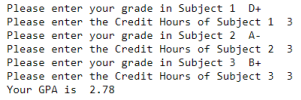 Please enter your grade in Subject 1  D+
Please enter the Credit Hours of Subject 1  3
Please enter your grade in Subject 2  A-
Please enter the Credit Hours of Subject 2  3
Please enter your grade in Subject 3  B+
Please enter the Credit Hours of Subject 3  3
Your GPA is  2.78